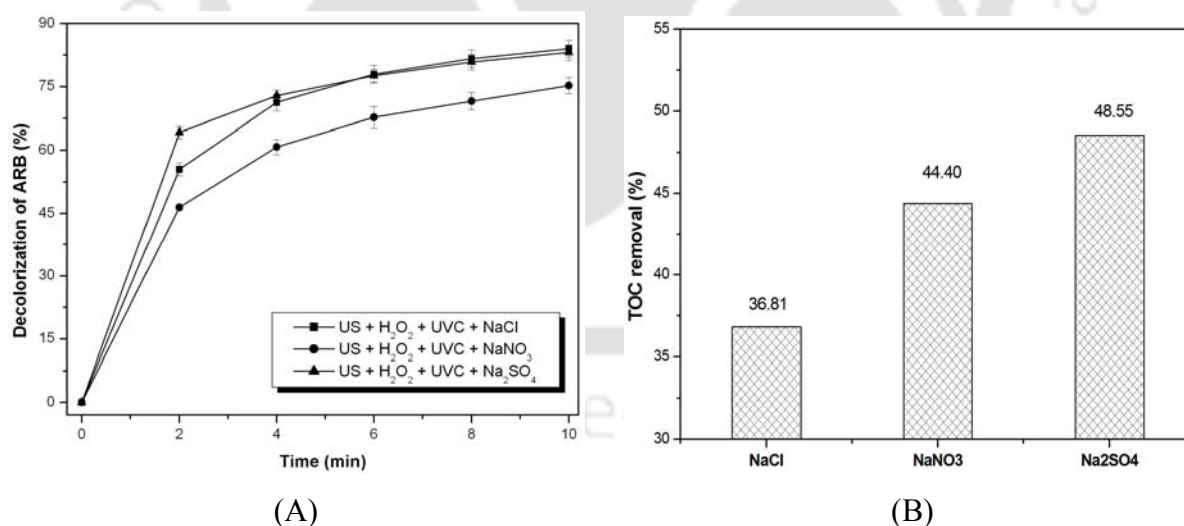 90
75
60
45
30
15
0
Decolorization of ARB (%)
US + H₂O₂ + UVC + NaCl
US + H₂O₂ + UVC + NaNO₃
US + H₂O₂ + UVC + Na₂SO₄
0 2 4 6 8 10
Time (min)
(A)
55
50
45
40
35
30
TOC removal (%)
36.81
44.40
48.55
NaCl NaNO3 Na2SO4
(B)